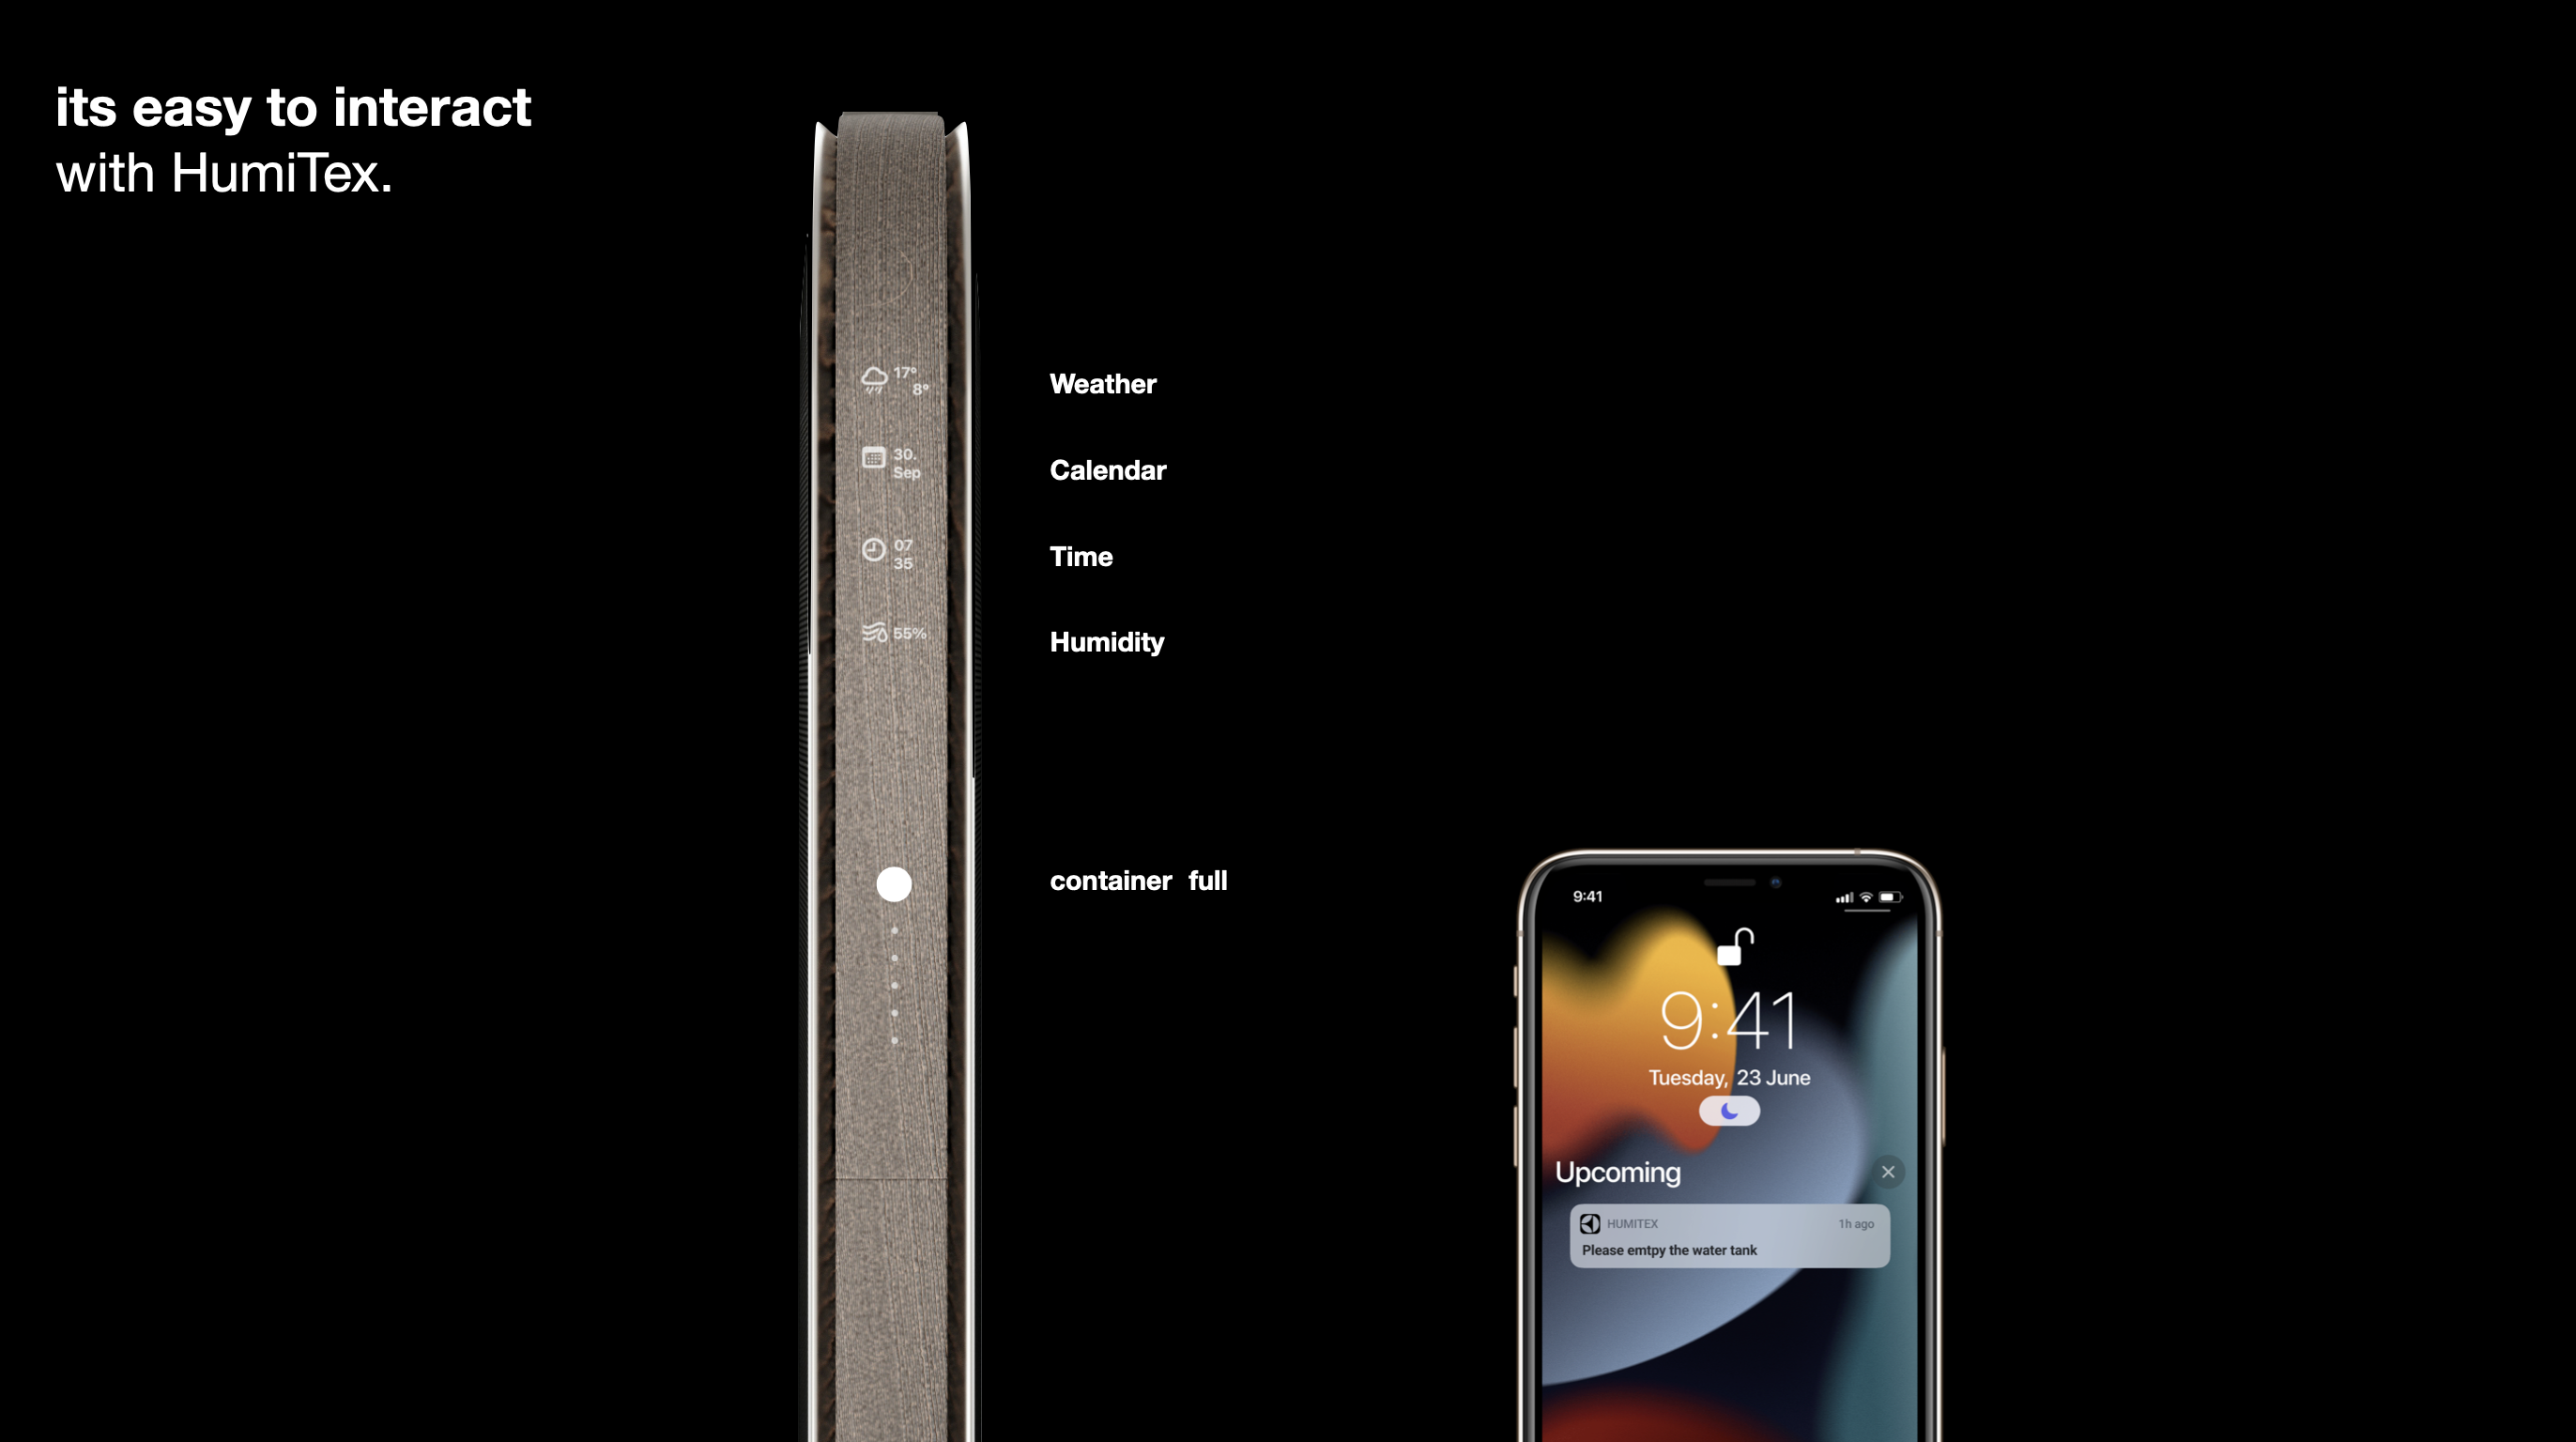 its easy to interact
with HumiTex.
17°
8°
Weather
30.
Sep
Calendar
07
35
Time
55%
Humidity
container full
9:41
9:41
Tuesday, 23 June
Upcoming
HUMITEX 1h ago
Please emtpy the water tank